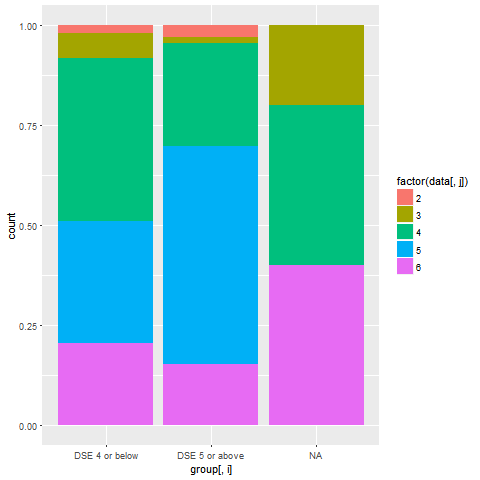 1.00
0.75
0.50
0.25
0.00
count
DSE 4 or below
DSE 5 or above
NA
group[, i]
factor(data[, j])
2
3
4
5
6